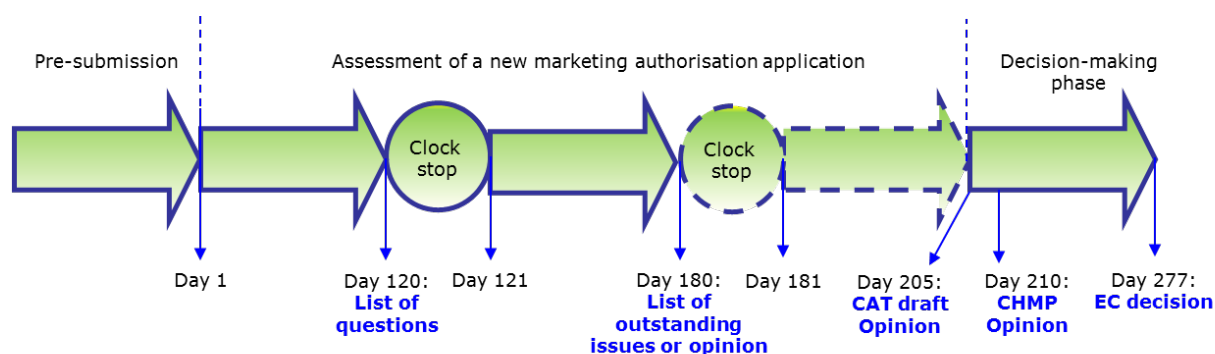 Pre-submission
Assessment of a new marketing authorisation application
Decision-making
phase
Clock
stop
Clock
stop
Day 1
Day 120:
List of
questions
Day 121
Day 180:
List of
outstanding
issues or opinion
Day 181
Day 205:
CAT draft
Opinion
Day 210:
CHMP
Opinion
Day 277:
EC decision